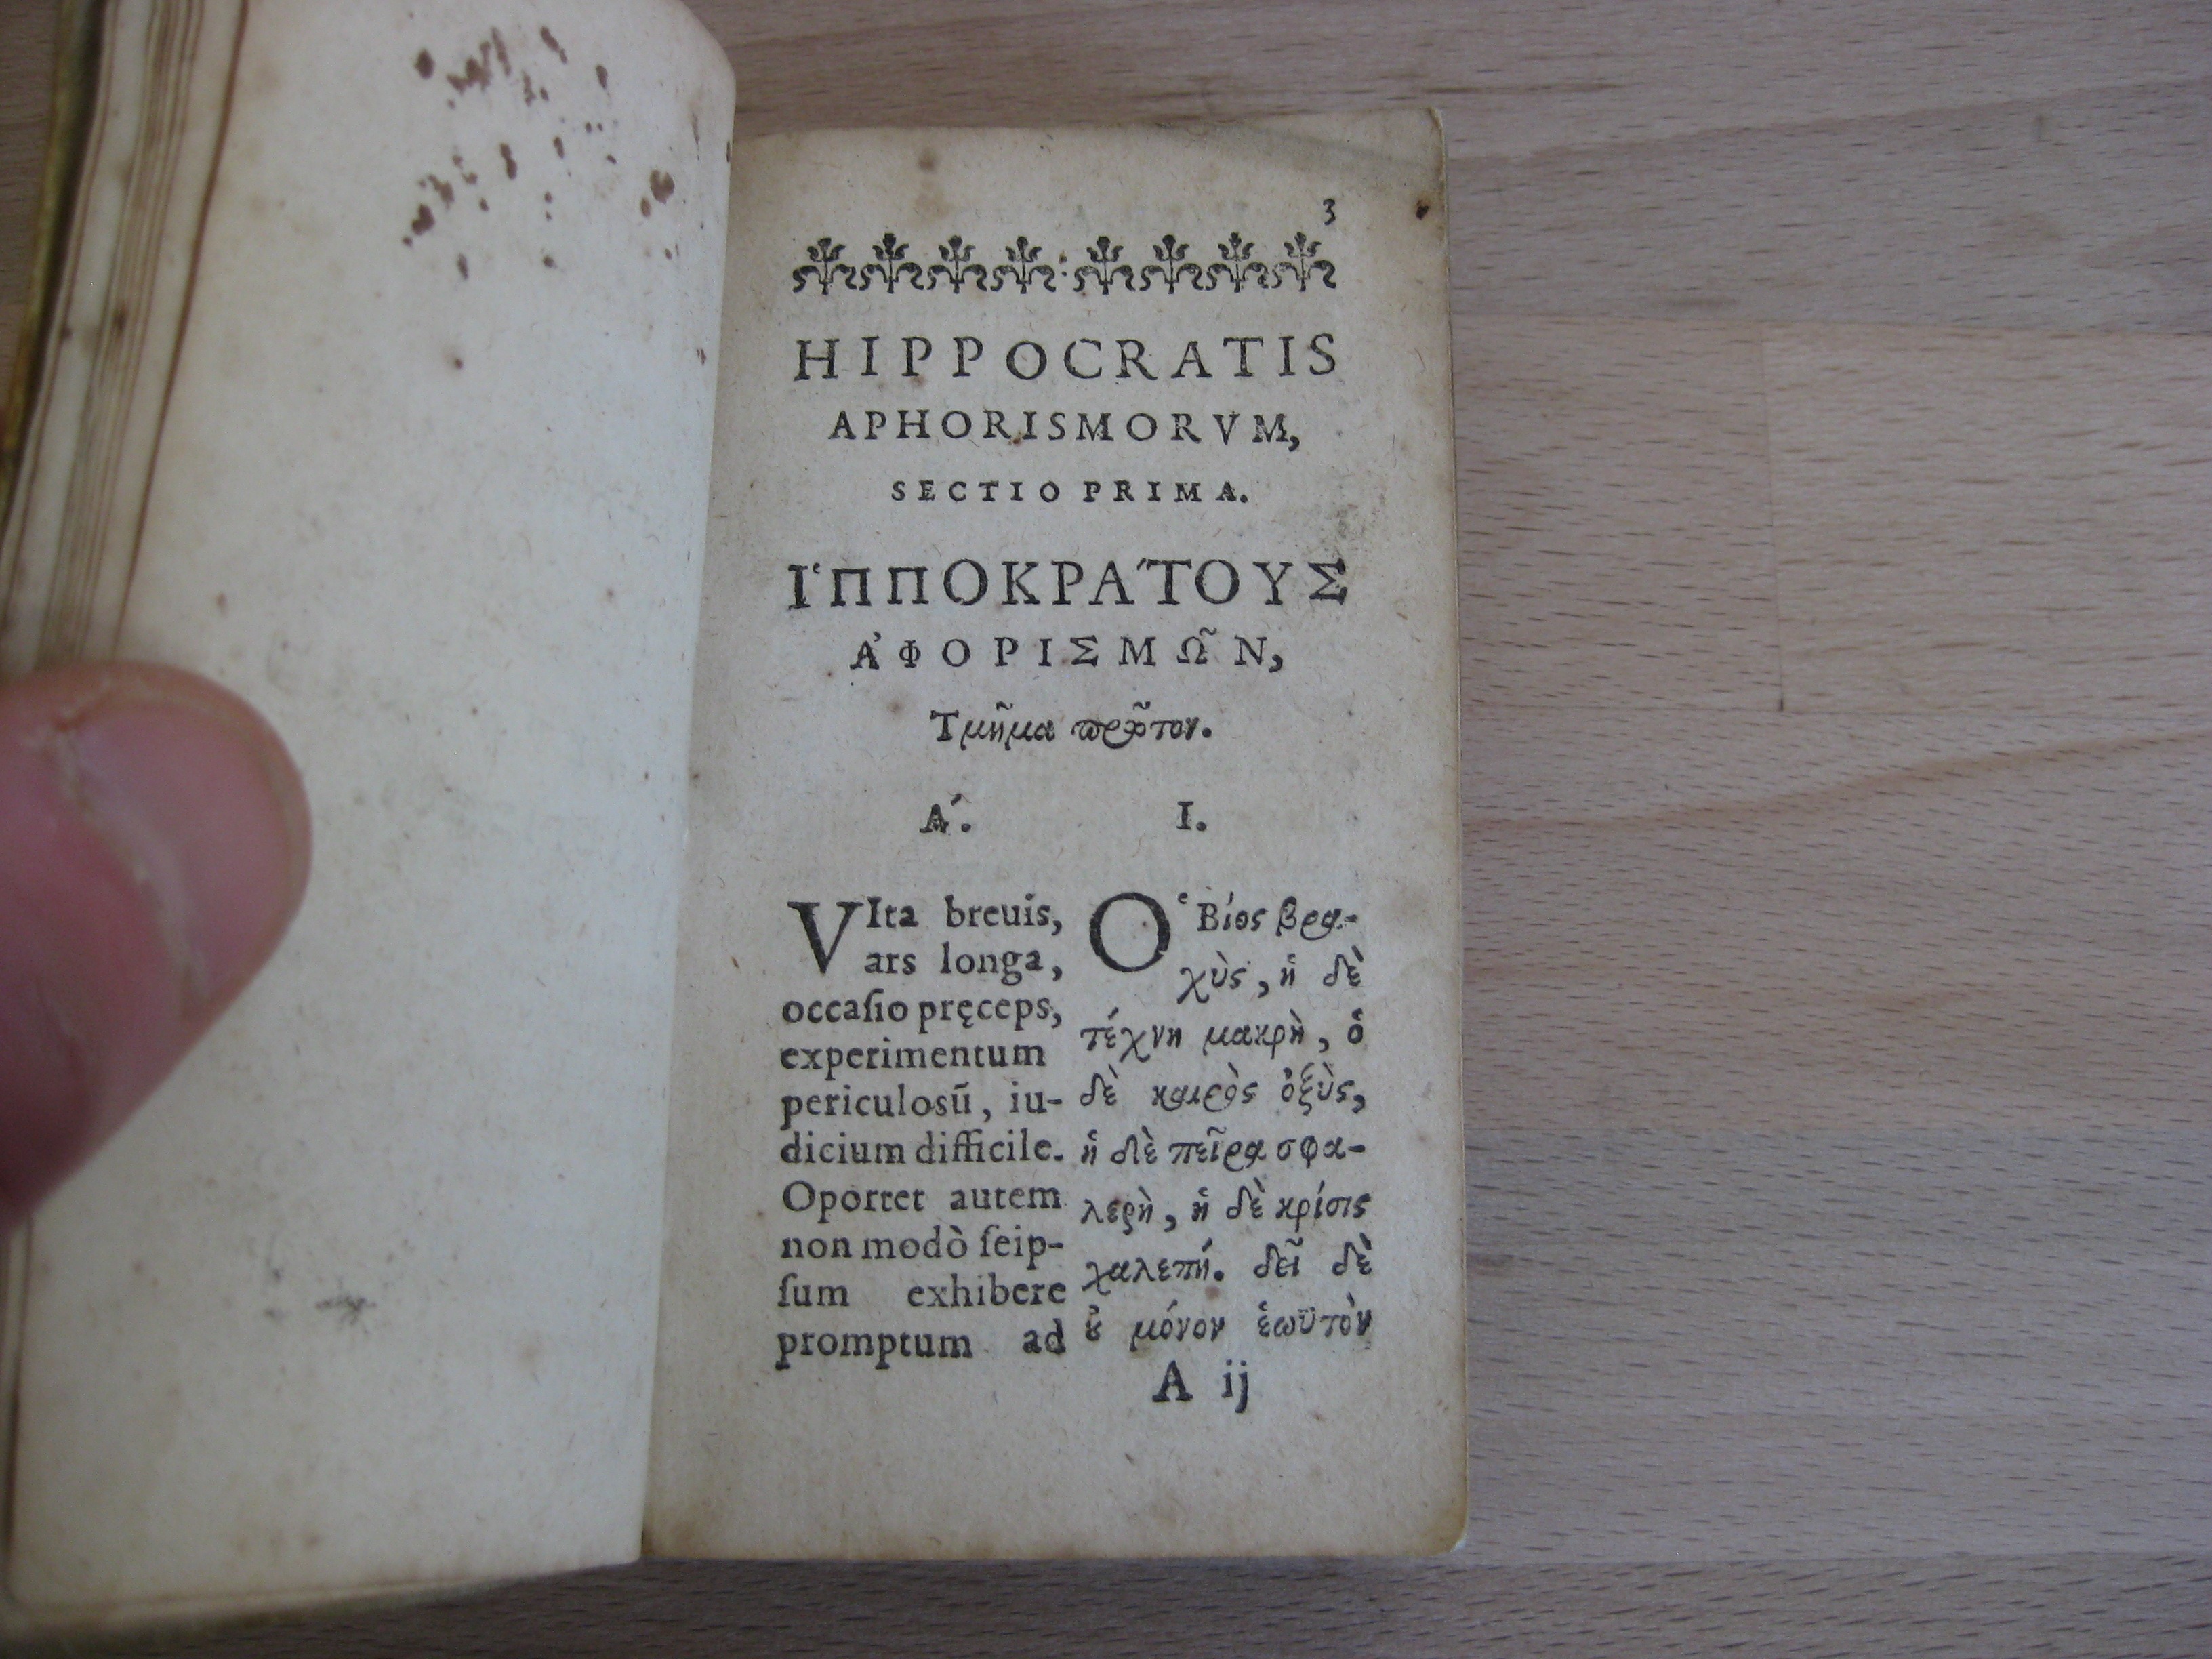 3
HIPPOCRATIS
APHORISMORVM,
SECTIO PRIMA.
ἹΠΠΟΚΡΆΤΟΥΣ
ἈΦΟΡΙΣΜΩ͂Ν,
Τμῆμα πρῶτον.
Α΄.
VIta breuis,
ars longa,
occaſio pręceps,
experimentum
periculosũ, iu-
dicium difficile.
Oportet autem
non modò ſeip-
ſum exhibere
promptum ad
I.
Ὁ Βίος βρα-
χὺς, ἡ δὲ
τέχνη μακρὴ, ὁ
δὲ καιρὸς ὀξὺς,
ἡ δὲ πεῖρα σφα-
λερὴ, ἡ δὲ κρίσις
χαλεπή. δεῖ δὲ
οὐ μόνον ἑωϋτὸν
A ij